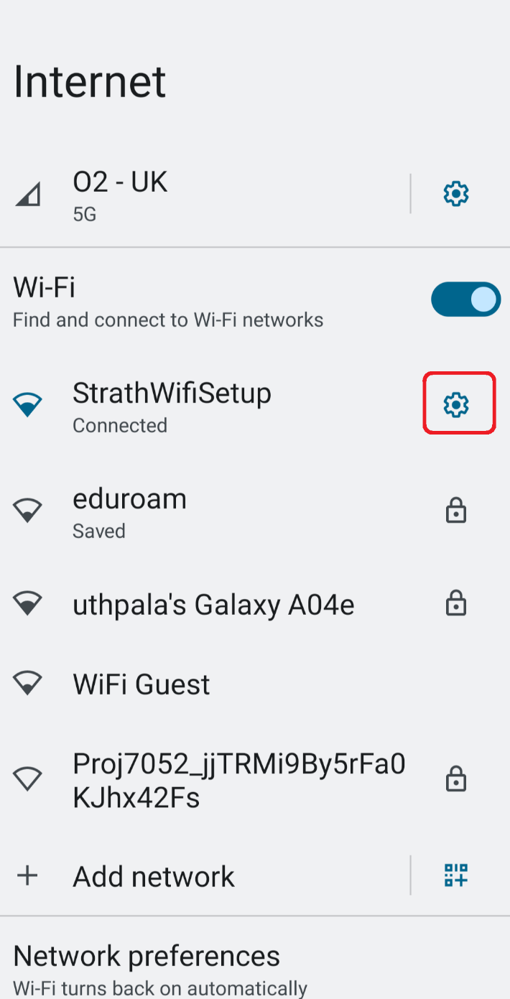 Internet
O2 - UK
5G
Wi-Fi
Find and connect to Wi-Fi networks
StrathWifiSetup
Connected
eduroam
Saved
uthpala's Galaxy A04e
WiFi Guest
Proj7052_jjTRMi9By5rFa0
KJhx42Fs
Add network
Network preferences
Wi-Fi turns back on automatically